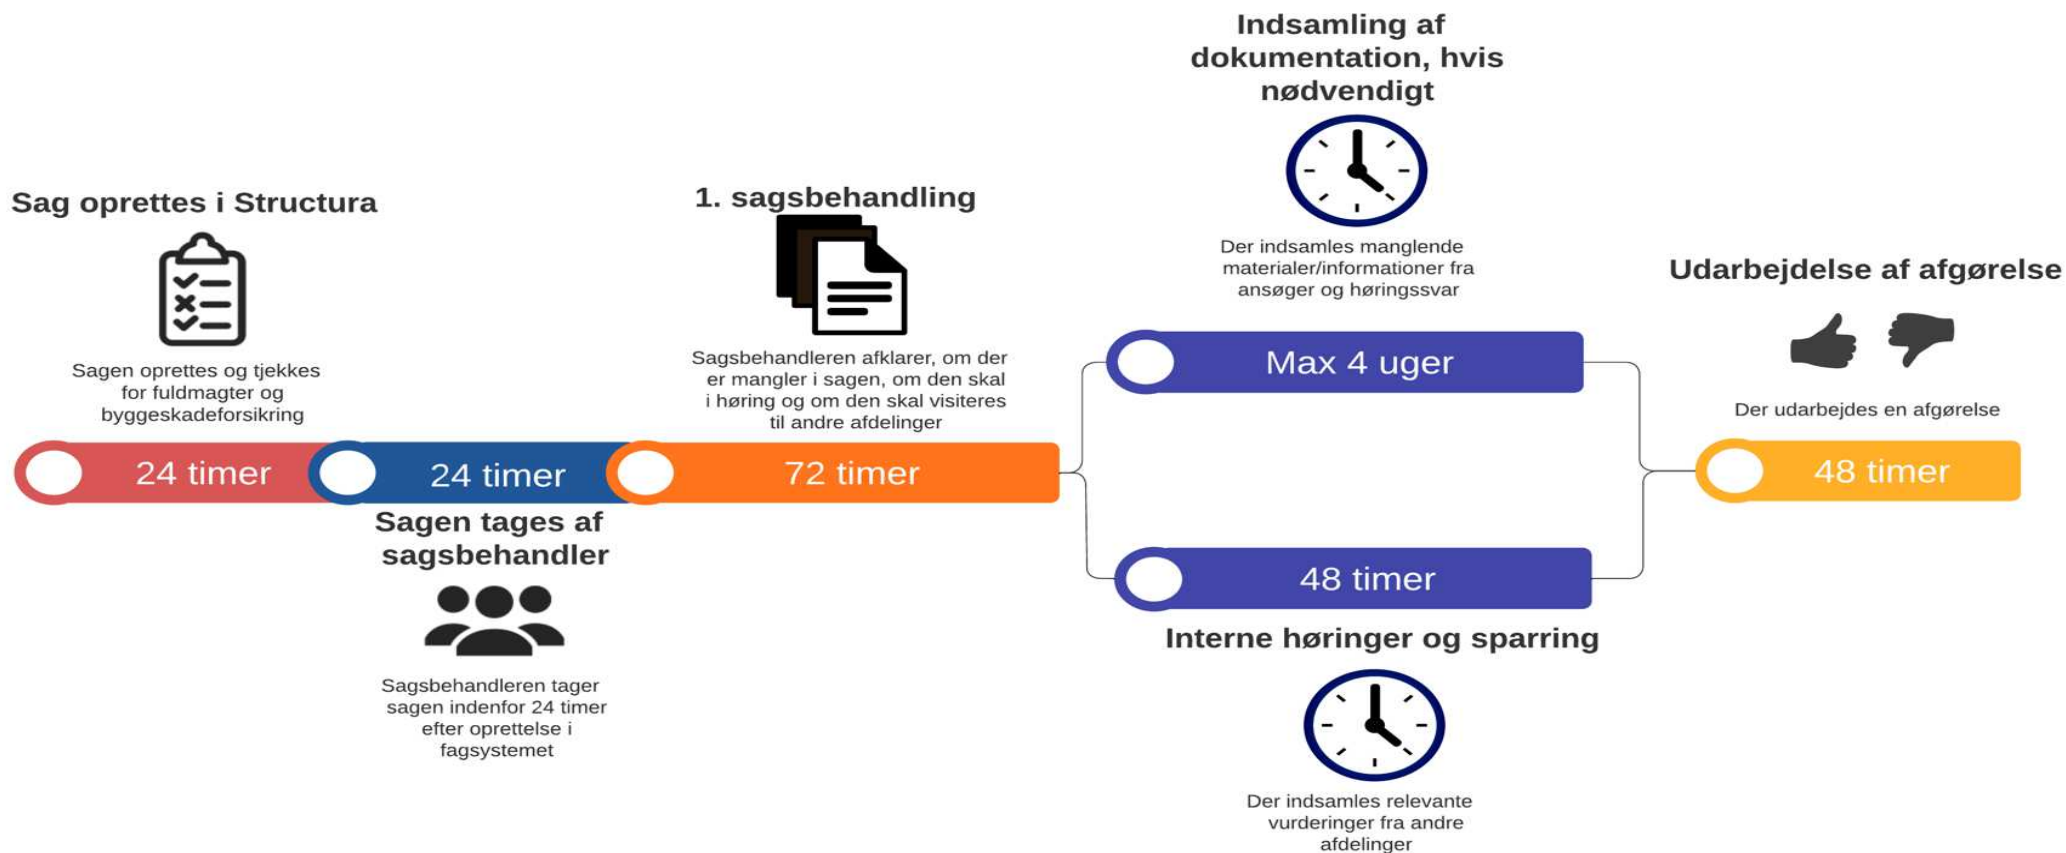 Sag oprettes i Structura
Sagen oprettes og tjekkes
for fuldmagter og
byggeskadeforsikring
24 timer
24 timer
Sagen tages af
sagsbehandler
Sagsbehandleren tager
sagen indenfor 24 timer
efter oprettelse i
fagsystemet
1. sagsbehandling
Sagsbehandleren afklarer, om der
er mangler i sagen, om den skal
i høring og om den skal visiteres
til andre afdelinger
72 timer
Indsamling af
dokumentation, hvis
nødvendigt
Der indsamles manglende
materialer/informationer fra
ansøger og høringssvar
Max 4 uger
48 timer
Interne høringer og sparring
Der indsamles relevante
vurderinger fra andre
afdelinger
Udarbejdelse af afgørelse
Der udarbejdes en afgørelse
48 timer